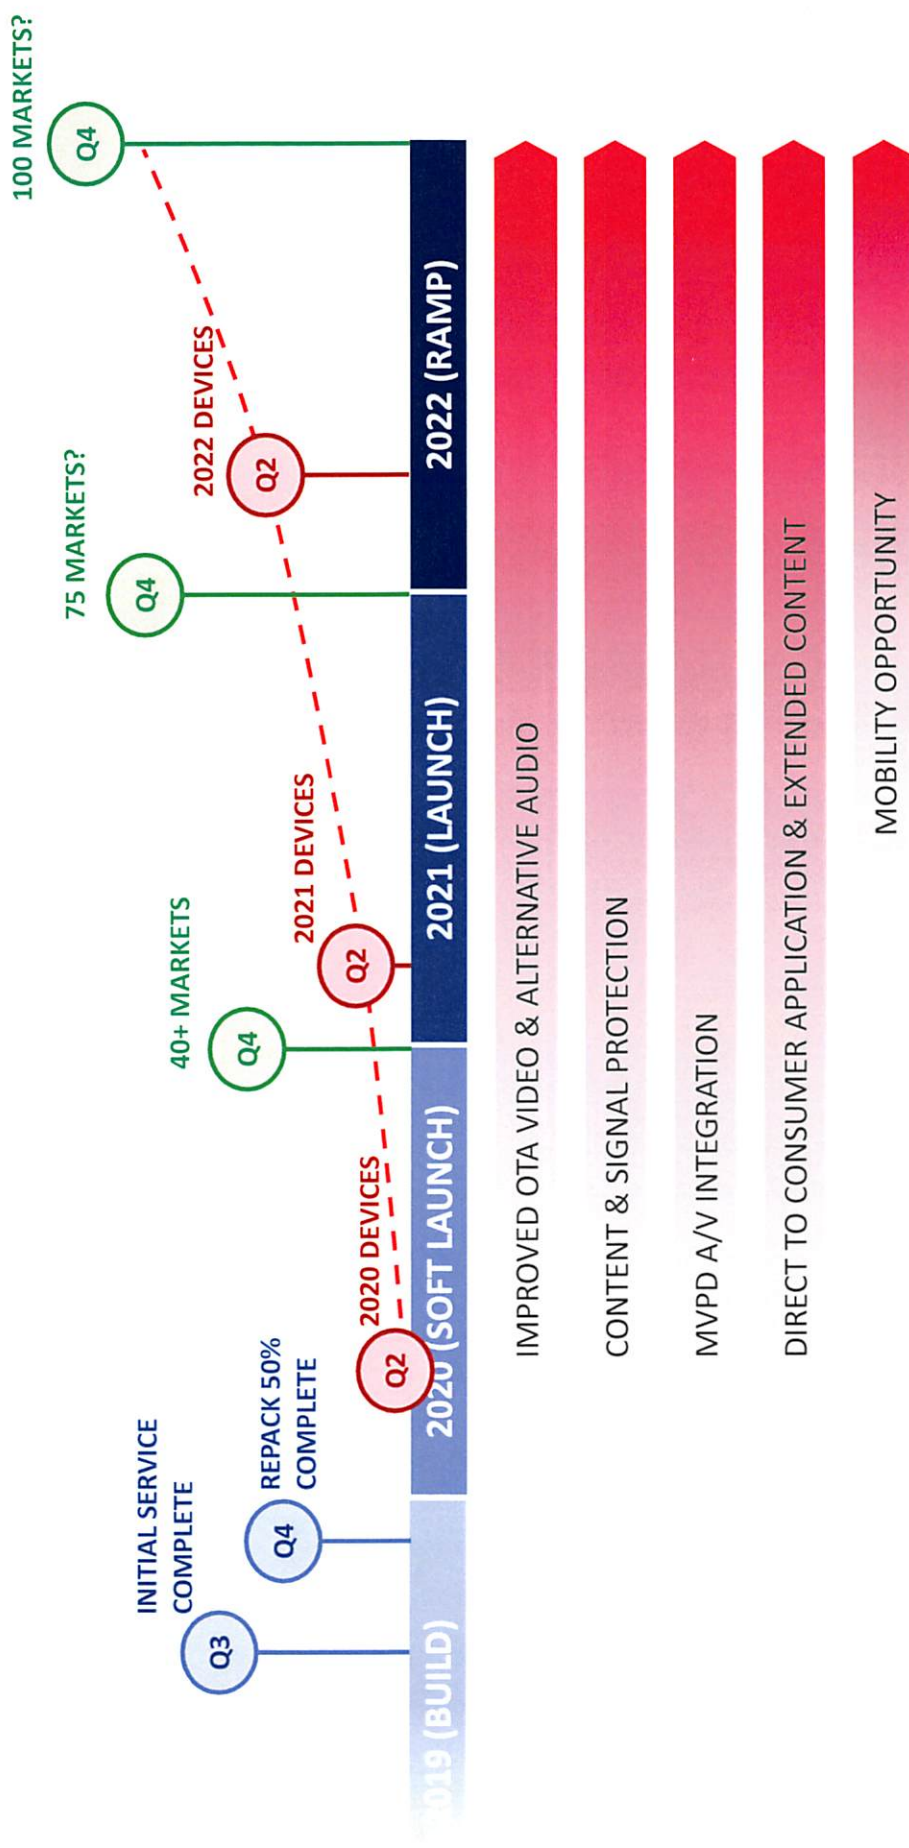 INITIAL SERVICE
COMPLETE
Q3
REPACK 50%
COMPLETE
Q4
2020 DEVICES
Q2
40+ MARKETS
Q4
2021 DEVICES
Q2
75 MARKETS?
Q4
2022 DEVICES
Q2
100 MARKETS?
Q4
2019 (BUILD)
2020 (SOFT LAUNCH)
2021 (LAUNCH)
2022 (RAMP)
IMPROVED OTA VIDEO & ALTERNATIVE AUDIO
CONTENT & SIGNAL PROTECTION
MVPD A/V INTEGRATION
DIRECT TO CONSUMER APPLICATION & EXTENDED CONTENT
MOBILITY OPPORTUNITY